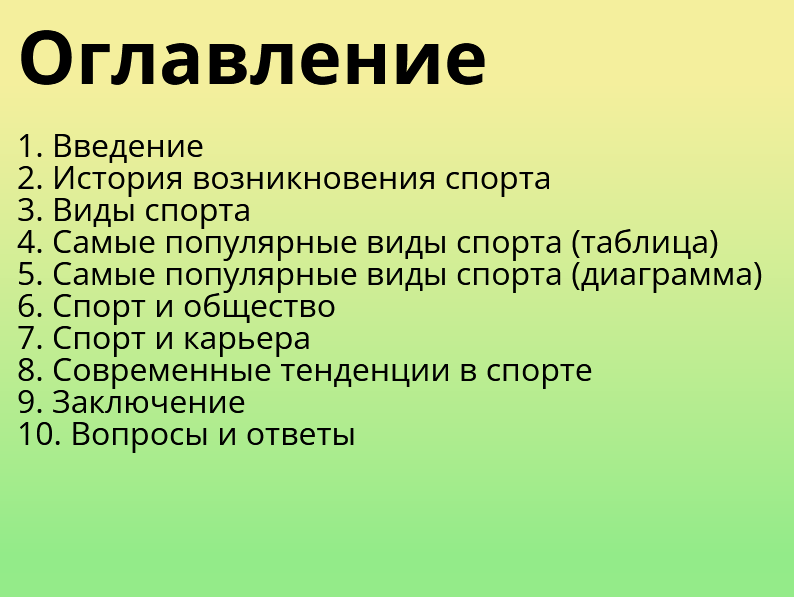 Оглавление
1. Введение
2. История возникновения спорта
3. Виды спорта
4. Самые популярные виды спорта (таблица)
5. Самые популярные виды спорта (диаграмма)
6. Спорт и общество
7. Спорт и карьера
8. Современные тенденции в спорте
9. Заключение
10. Вопросы и ответы